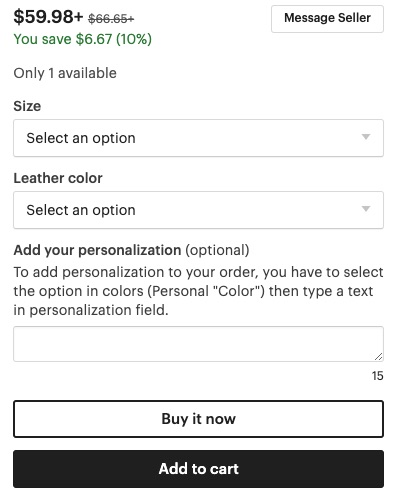 $59.98+ $66.65+
Message Seller
You save $6.67 (10%)
Only 1 available
Size
Select an option
Leather color
Select an option
Add your personalization (optional)
To add personalization to your order, you have to select
the option in colors (Personal "Color") then type a text
in personalization field.
15
Buy it now
Add to cart